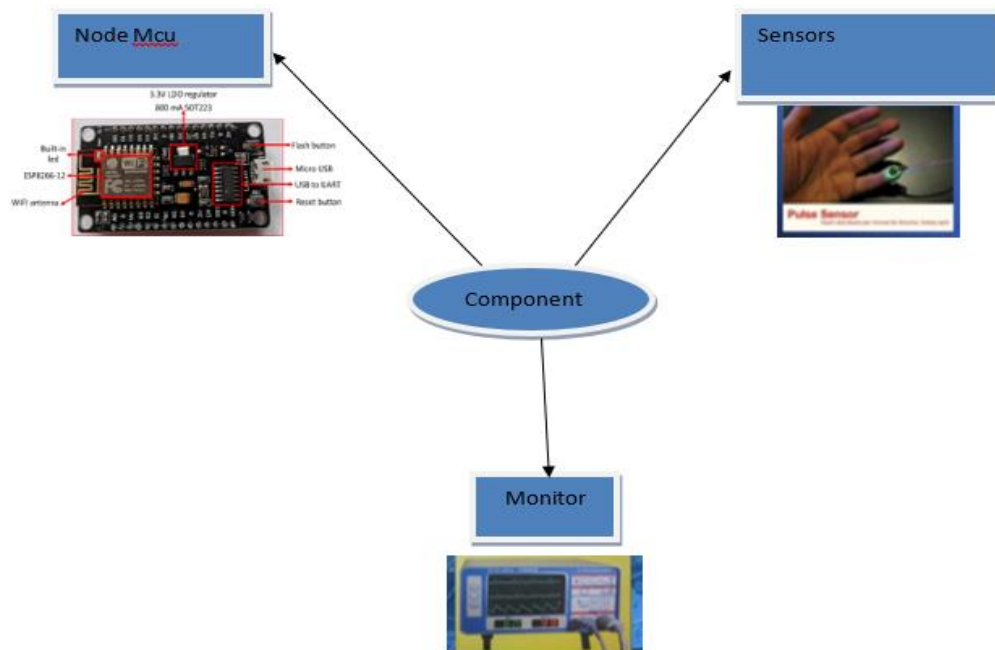 Node Mcu
Sensors
3.3V LDO regulator
800 mA SOT223
Built-in
led
ESP8266-12
WIFI antenna
Flash button
Micro USB
USB to UART
Reset button
Pulse Sensor
Component
Monitor